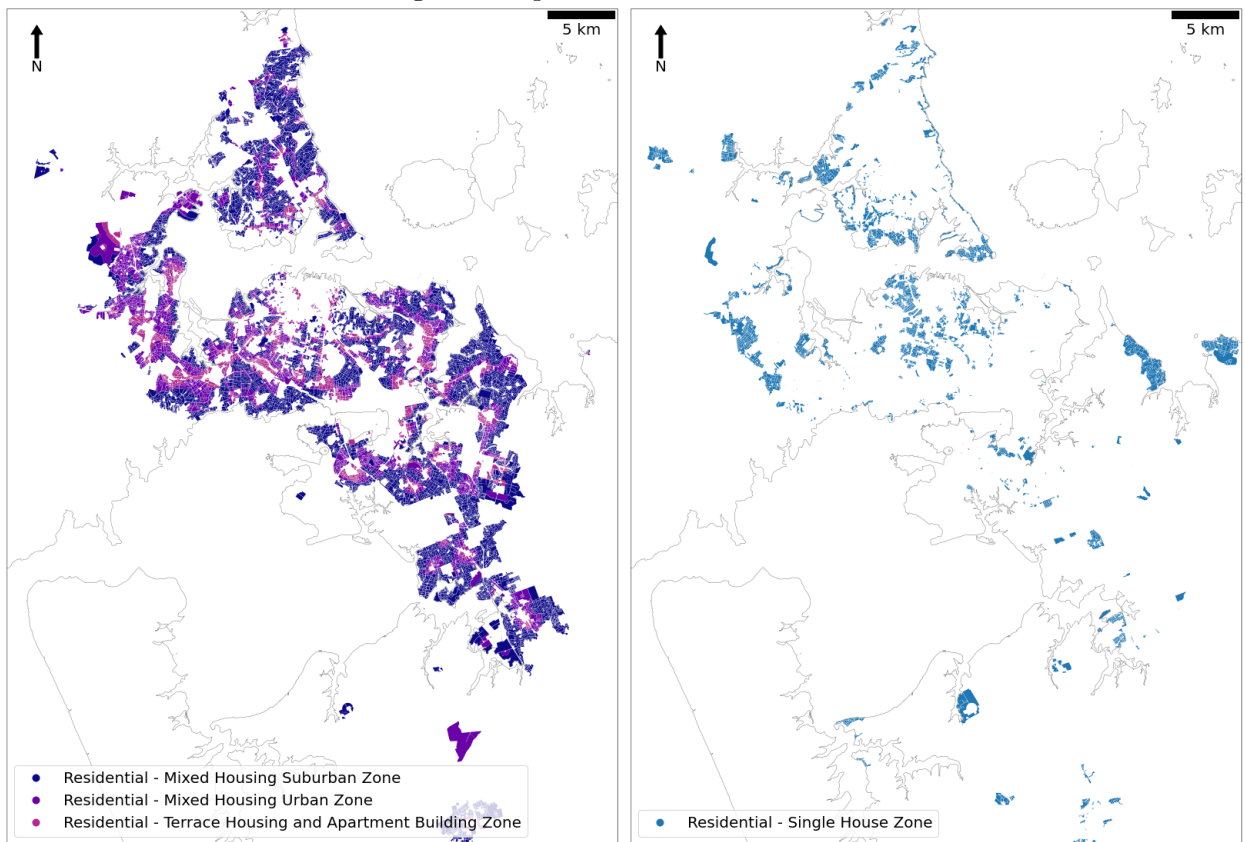 5 km
N
Residential - Mixed Housing Suburban Zone
Residential - Mixed Housing Urban Zone
Residential - Terrace Housing and Apartment Building Zone
5 km
N
Residential - Single House Zone